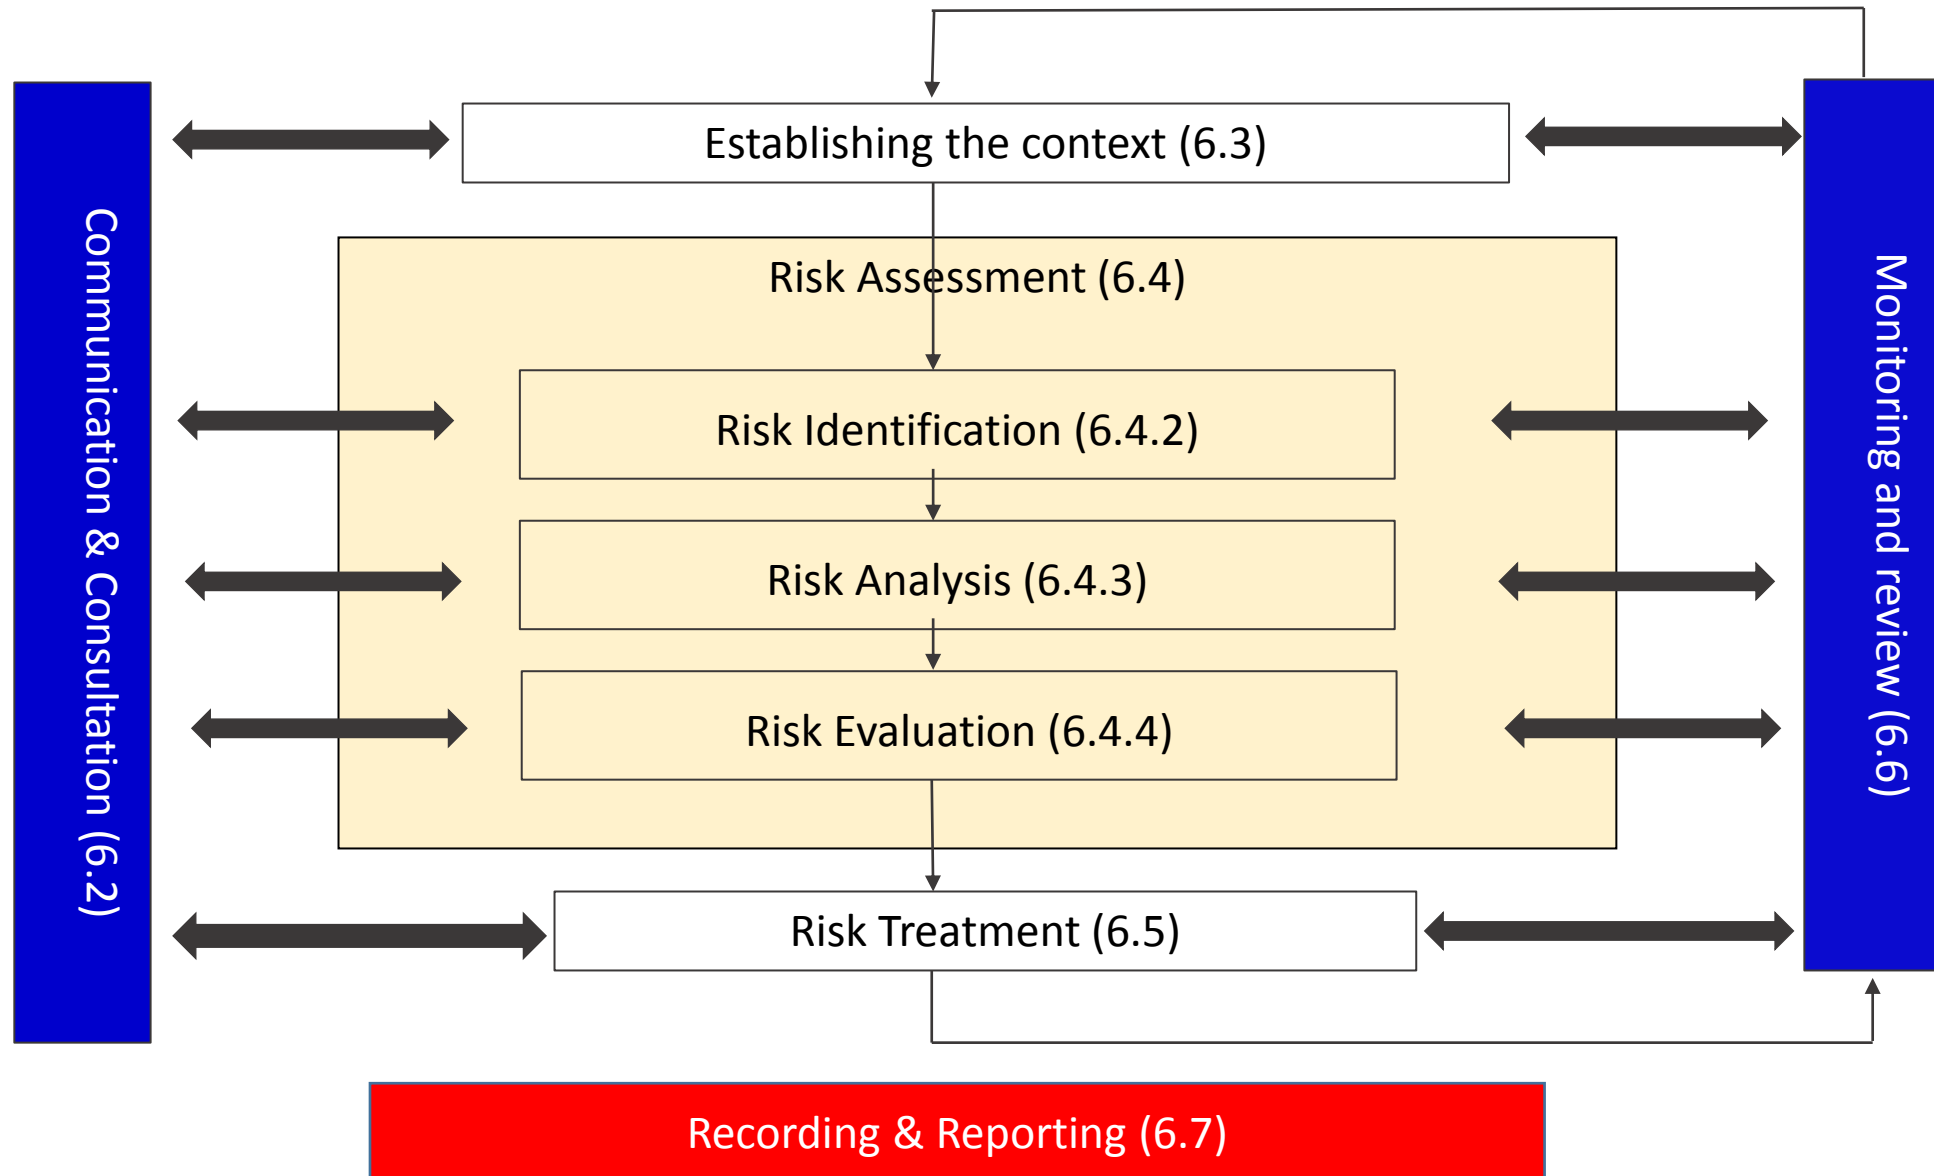 Establishing the context (6.3)
Communication & Consultation (6.2)
Risk Assessment (6.4)
Monitoring and review (6.6)
Risk Identification (6.4.2)
Risk Analysis (6.4.3)
Risk Evaluation (6.4.4)
Risk Treatment (6.5)
Recording & Reporting (6.7)